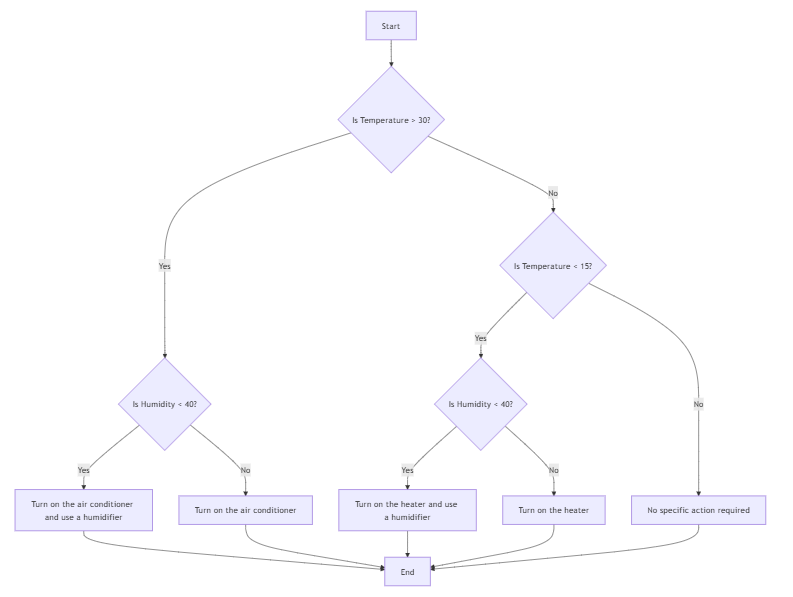 Start
Is Temperature > 30?
No
Yes
Is Temperature < 15?
Yes
Is Humidity < 40?
Is Humidity < 40?
No
Yes
No
Yes
No
Turn on the air conditioner
and use a humidifier
Turn on the air conditioner
Turn on the heater and use
a humidifier
Turn on the heater
No specific action required
End